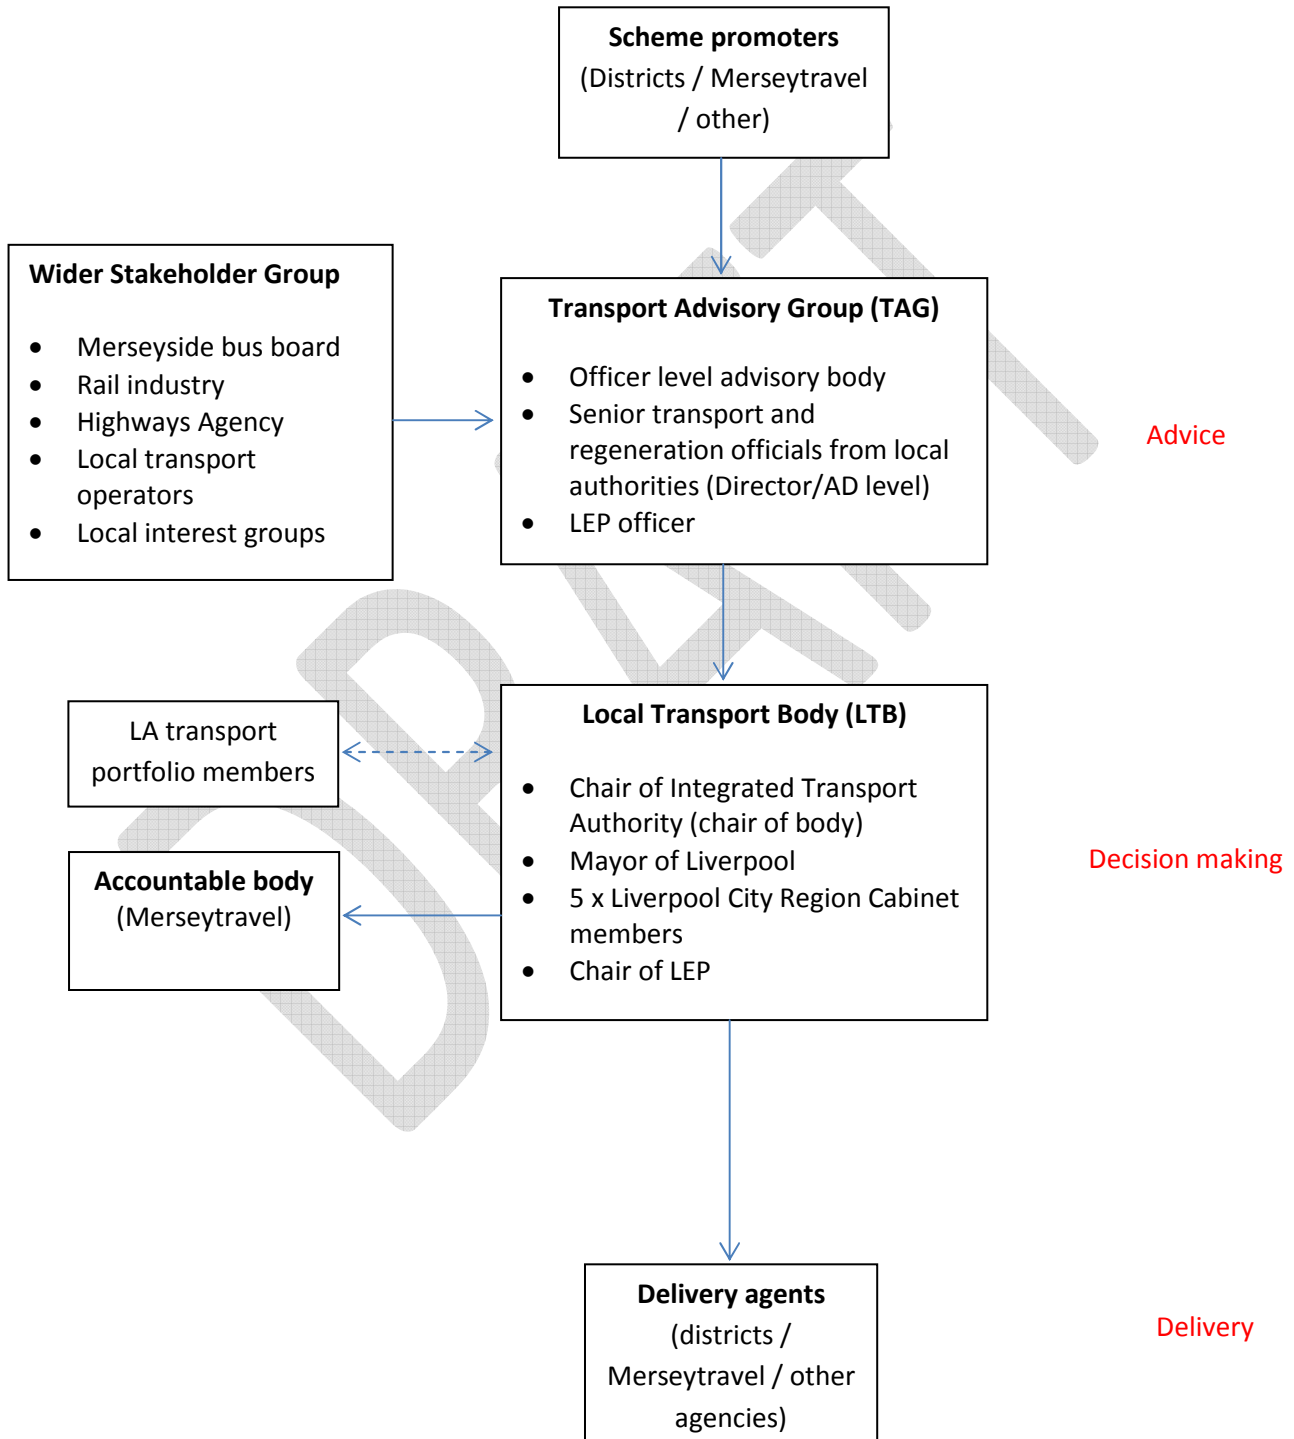 Scheme promoters
(Districts / Merseytravel
/ other)
Wider Stakeholder Group
• Merseyside bus board
• Rail industry
• Highways Agency
• Local transport
operators
• Local interest groups
Transport Advisory Group (TAG)
• Officer level advisory body
• Senior transport and
regeneration officials from local
authorities (Director/AD level)
• LEP officer
Advice
LA transport
portfolio members
Accountable body
(Merseytravel)
Local Transport Body (LTB)
• Chair of Integrated Transport
Authority (chair of body)
• Mayor of Liverpool
• 5 x Liverpool City Region Cabinet
members
• Chair of LEP
Decision making
Delivery agents
(districts /
Merseytravel / other
agencies)
Delivery
DRAFT